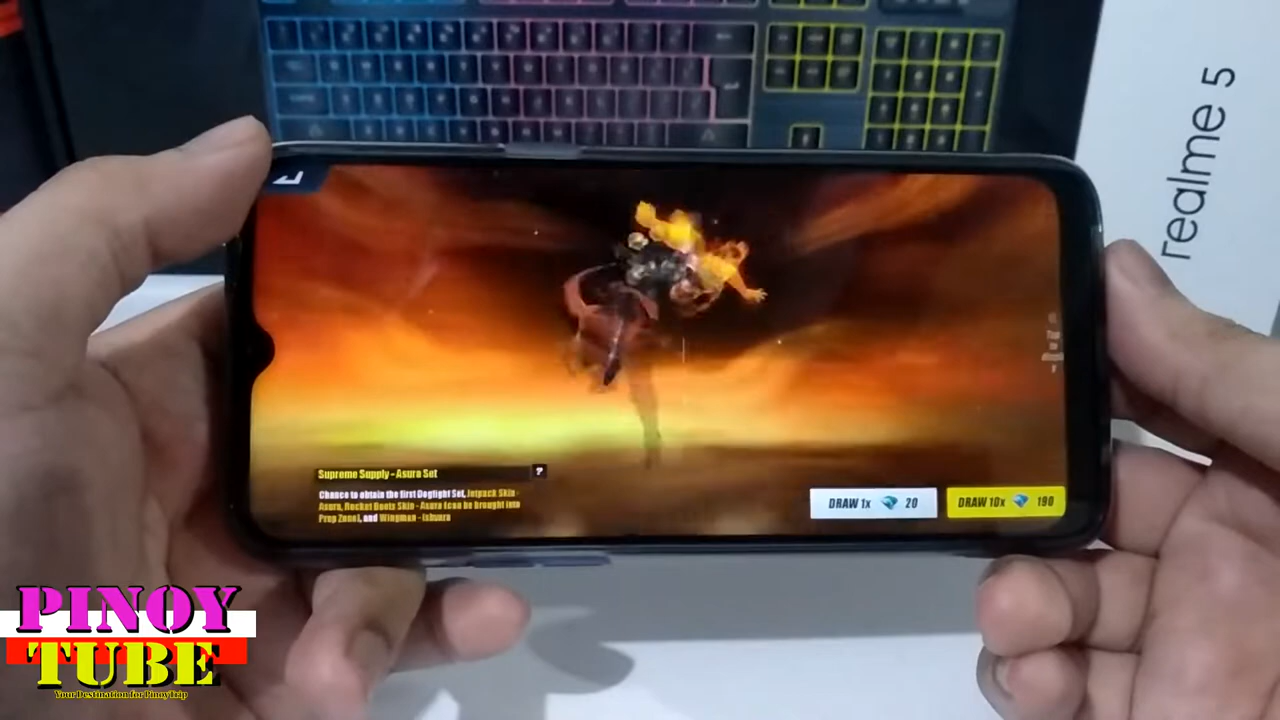 realme 5
Supreme Supply - Asura Set
?
Chance to obtain the first Dogfight Set, Jetpack Skin -
Asura, Rocket Boots Skin - Asura (can be brought into
Prop Zone), and Wingman -
DRAW 1x 20
DRAW 10x 190
PINOY
TUBE
Your Destination for PinoyTrip